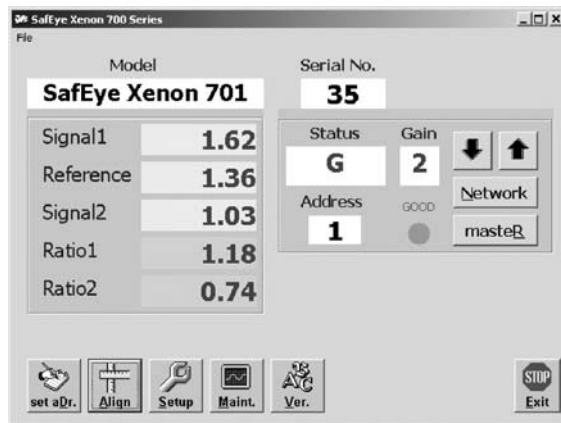 SafEye Xenon 700 Series
File
Model
SafEye Xenon 701
Serial No.
35
Signal1 1.62
Reference 1.36
Signal2 1.03
Ratio1 1.18
Ratio2 0.74
Status Gain
G 2
Address GOOD
1
Network
masteR
set aDr. Align Setup Maint. Ver. STOP Exit